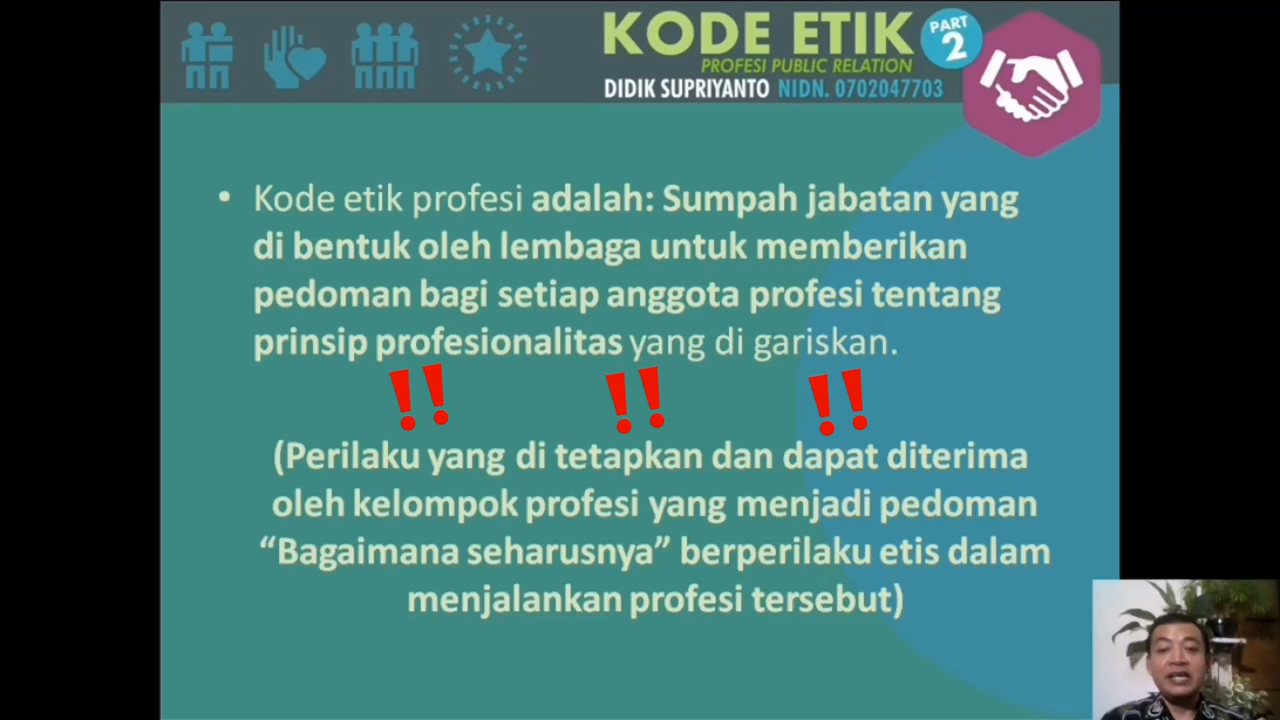 KODE ETIK
PART
2
PROFESI PUBLIC RELATION
DIDIK SUPRIYANTO NIDN. 0702047703
• Kode etik profesi adalah: Sumpah jabatan yang
di bentuk oleh lembaga untuk memberikan
pedoman bagi setiap anggota profesi tentang
prinsip profesionalitas yang di gariskan.
‼ ‼ ‼
(Perilaku yang di tetapkan dan dapat diterima
oleh kelompok profesi yang menjadi pedoman
“Bagaimana seharusnya” berperilaku etis dalam
menjalankan profesi tersebut)